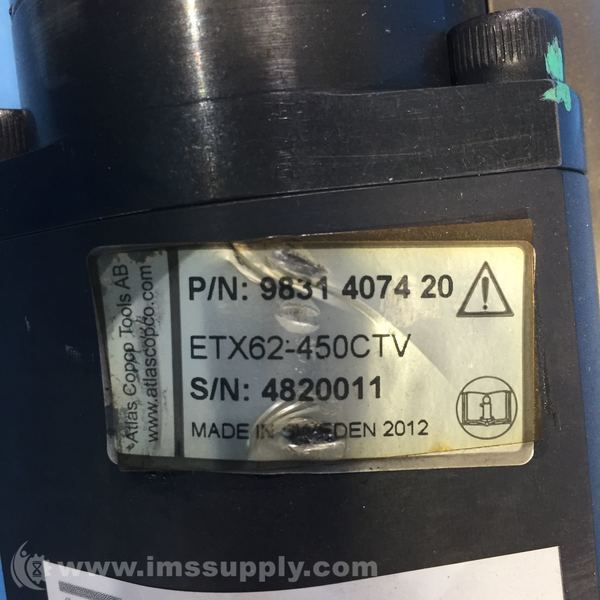 Atlas Copco Tools AB
www.atlascopco.com
P/N: 9831 4074 20
ETX62-450CTV
S/N: 4820011
MADE IN SWEDEN 2012
www.imssupply.com